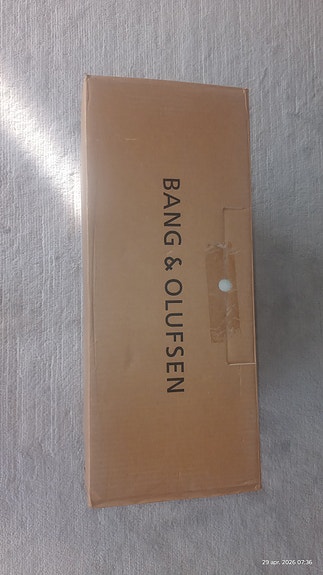 BANG & OLUFSEN
29 apr. 2026 07:36